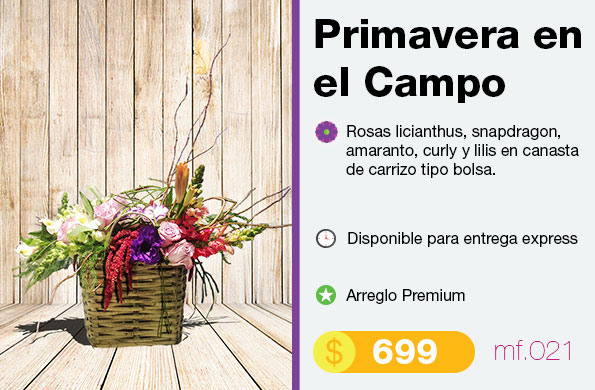 Primavera en
el Campo
Rosas licianthus, snapdragon,
amaranto, curly y lilis en canasta
de carrizo tipo bolsa.
Disponible para entrega express
Arreglo Premium
$ 699
mf.021